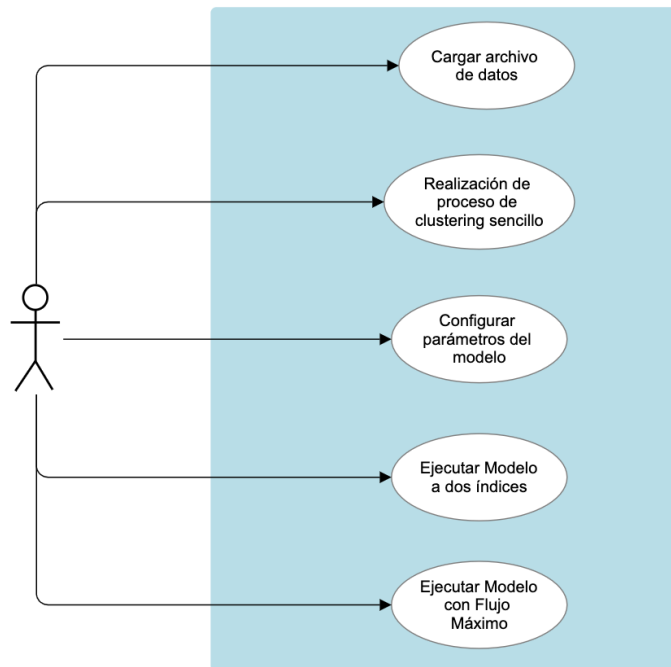 Cargar archivo
de datos
Realización de
proceso de
clustering sencillo
Configurar
parámetros del
modelo
Ejecutar Modelo
a dos índices
Ejecutar Modelo
con Flujo
Máximo